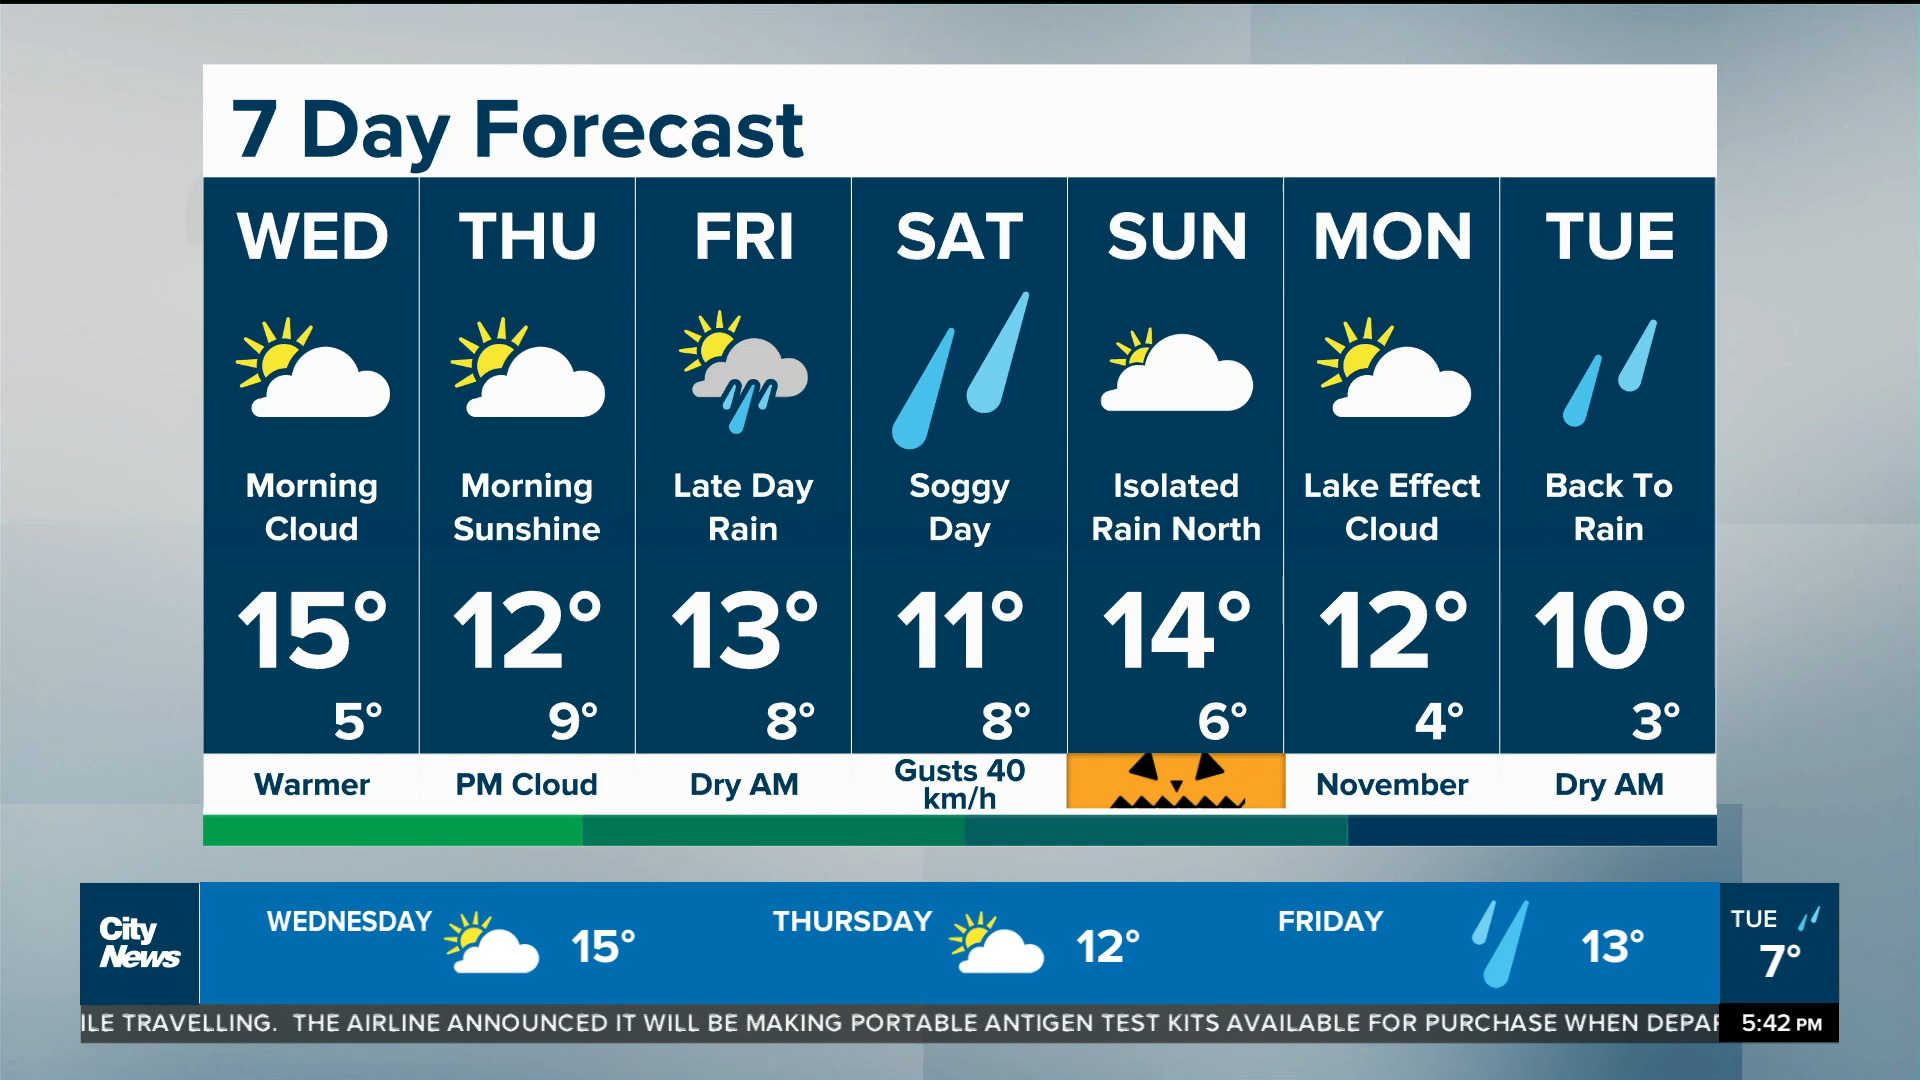 7 Day Forecast
WED
Morning
Cloud
15°
5°
Warmer
THU
Morning
Sunshine
12°
9°
PM Cloud
FRI
Late Day
Rain
13°
8°
Dry AM
SAT
Soggy
Day
11°
8°
Gusts 40
km/h
SUN
Isolated
Rain North
14°
6°
MON
Lake Effect
Cloud
12°
4°
November
TUE
Back To
Rain
10°
3°
Dry AM
City
News
WEDNESDAY
15°
THURSDAY
12°
FRIDAY
13°
TUE
7°
ILE TRAVELLING. THE AIRLINE ANNOUNCED IT WILL BE MAKING PORTABLE ANTIGEN TEST KITS AVAILABLE FOR PURCHASE WHEN DEPAR
5:42 PM